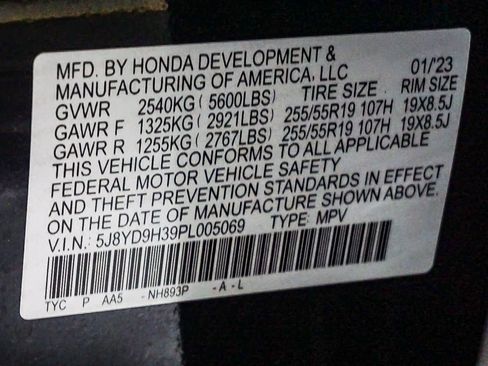 MFD. BY HONDA DEVELOPMENT &
MANUFACTURING OF AMERICA, LLC 01/'23
GVWR 2540KG ( 5600LBS) TIRE SIZE RIM SIZE
GAWR F 1325KG ( 2921LBS) 255/55R19 107H 19X8.5J
GAWR R 1255KG ( 2767LBS) 255/55R19 107H 19X8.5J
THIS VEHICLE CONFORMS TO ALL APPLICABLE
FEDERAL MOTOR VEHICLE SAFETY
AND THEFT PREVENTION STANDARDS IN EFFECT
ON THE DATE OF MANUFACTURE SHOWN ABOVE.
V.I.N: 5J8YD9H39PL005069 TYPE: MPV
TYC P AA5 -NH893P -A-L